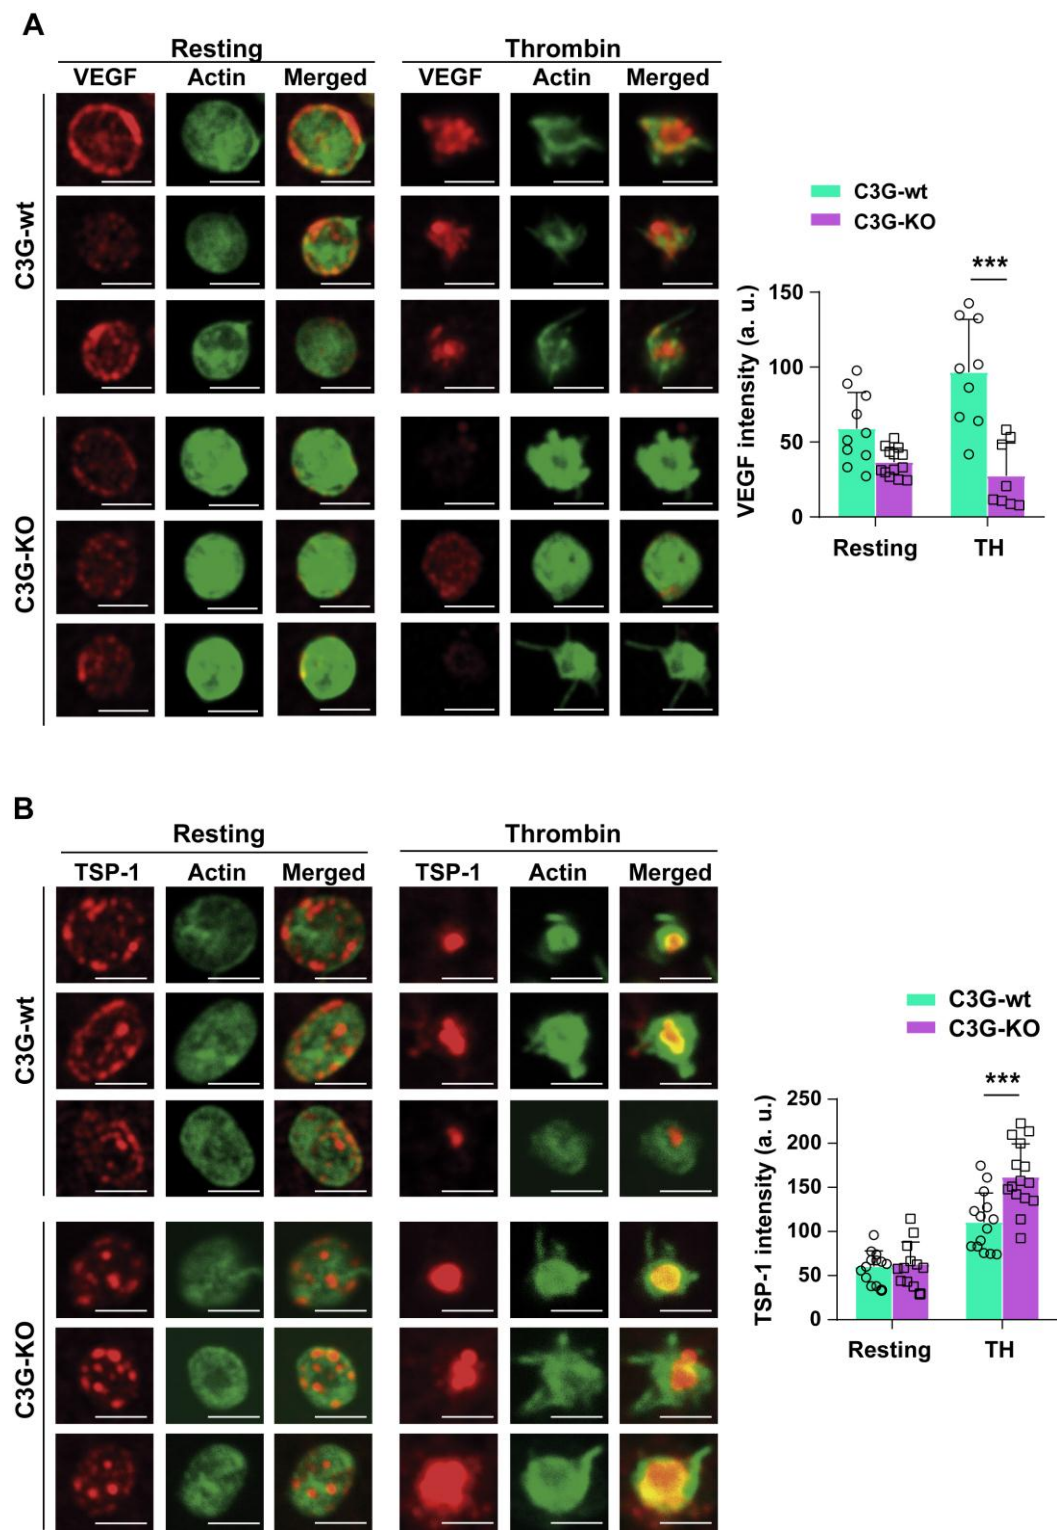 A
Resting Thrombin
VEGF Actin Merged VEGF Actin Merged
C3G-wt
C3G-KO
C3G-wt
C3G-KO
***
VEGF intensity (a. u.)
150
100
50
0
Resting TH
B
Resting Thrombin
TSP-1 Actin Merged TSP-1 Actin Merged
C3G-wt
C3G-KO
C3G-wt
C3G-KO
***
TSP-1 intensity (a. u.)
250
200
150
100
50
0
Resting TH